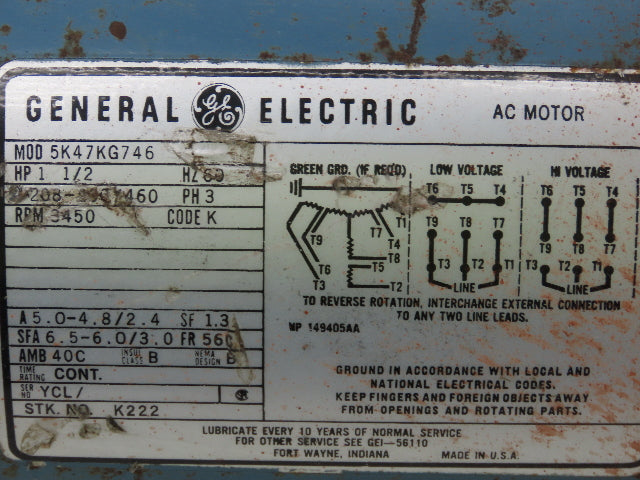 GENERAL GE ELECTRIC AC MOTOR
MOD 5K47KG746
HP 1 1/2 HZ 60
208- 460 PH 3
RPM 3450 CODE K
A 5.0-4.8/2.4 SF 1.3
SFA 6.5-6.0/3.0 FR 56C
AMB 40C INSUL CLASS B NEMA DESIGN B
TIME RATING CONT.
SER NO YCL/
STK. NO. K222
GREEN GRD. (IF REQ'D) LOW VOLTAGE HI VOLTAGE
T6 T5 T4 T6 T5 T4
T1
T9 T7 T9 T8 T7 T9 T8 T7
T4
T8
T5 T3 T2 T1 T3 T2 T1
T6
T3 T2 LINE LINE
TO REVERSE ROTATION, INTERCHANGE EXTERNAL CONNECTION
TO ANY TWO LINE LEADS.
NP 149405AA
GROUND IN ACCORDANCE WITH LOCAL AND
NATIONAL ELECTRICAL CODES.
KEEP FINGERS AND FOREIGN OBJECTS AWAY
FROM OPENINGS AND ROTATING PARTS.
LUBRICATE EVERY 10 YEARS OF NORMAL SERVICE
FOR OTHER SERVICE SEE GEI-56110
FORT WAYNE, INDIANA MADE IN U.S.A.